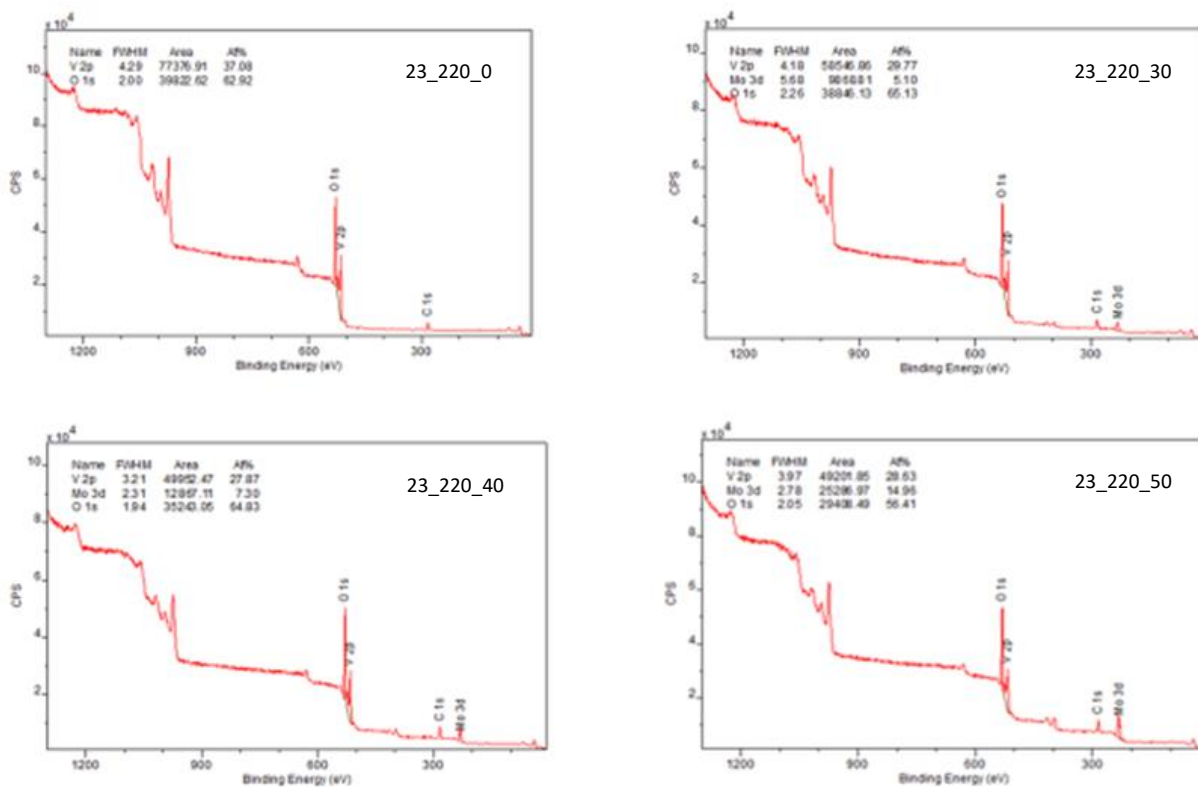 x 10^4
Name FWHM Area At%
V 2p 4.29 77376.91 37.08
O 1s 2.00 39822.62 62.92
23_220_0
10
8
6
4
2
CPS
O 1s
V 2p
C 1s
1200 900 600 300
Binding Energy (eV)
x 10^4
Name FWHM Area At%
V 2p 4.18 58546.86 29.77
Mo 3d 5.68 9868.81 5.10
O 1s 2.26 38846.13 65.13
23_220_30
10
8
6
4
2
CPS
O 1s
V 2p
C 1s
Mo 3d
1200 900 600 300
Binding Energy (eV)
x 10^4
Name FWHM Area At%
V 2p 3.21 49952.47 27.87
Mo 3d 2.31 12867.11 7.30
O 1s 1.94 35243.05 64.83
23_220_40
10
8
6
4
2
CPS
O 1s
V 2p
C 1s
Mo 3d
1200 900 600 300
Binding Energy (eV)
x 10^4
Name FWHM Area At%
V 2p 3.97 49201.85 28.63
Mo 3d 2.78 25286.97 14.96
O 1s 2.05 29408.49 56.41
23_220_50
10
8
6
4
2
CPS
O 1s
V 2p
C 1s
Mo 3d
1200 900 600 300
Binding Energy (eV)